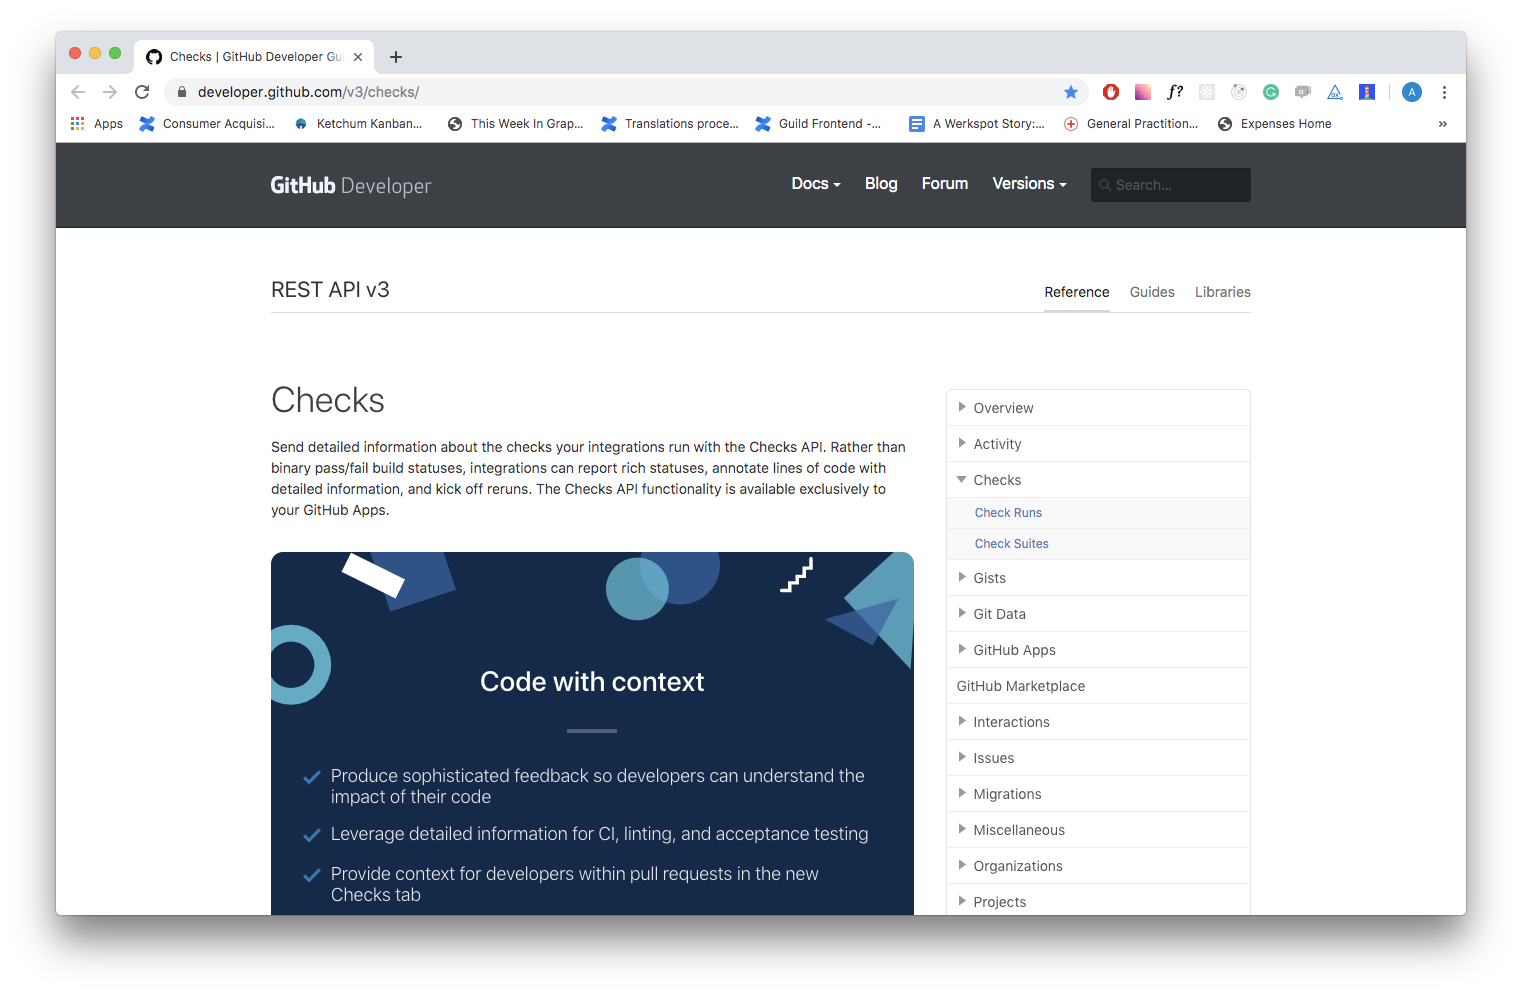 Checks | GitHub Developer Gu
developer.github.com/v3/checks/
A
Apps
Consumer Acquisi...
Ketchum Kanban...
This Week In Grap...
Translations proce...
Guild Frontend -...
A Werkspot Story:...
General Practition...
Expenses Home
»
GitHub Developer
Docs
Blog
Forum
Versions
Search...
REST API v3
Reference
Guides
Libraries
Checks
Send detailed information about the checks your integrations run with the Checks API. Rather than
binary pass/fail build statuses, integrations can report rich statuses, annotate lines of code with
detailed information, and kick off reruns. The Checks API functionality is available exclusively to
your GitHub Apps.
Code with context
Produce sophisticated feedback so developers can understand the
impact of their code
Leverage detailed information for CI, linting, and acceptance testing
Provide context for developers within pull requests in the new
Checks tab
Overview
Activity
Checks
Check Runs
Check Suites
Gists
Git Data
GitHub Apps
GitHub Marketplace
Interactions
Issues
Migrations
Miscellaneous
Organizations
Projects